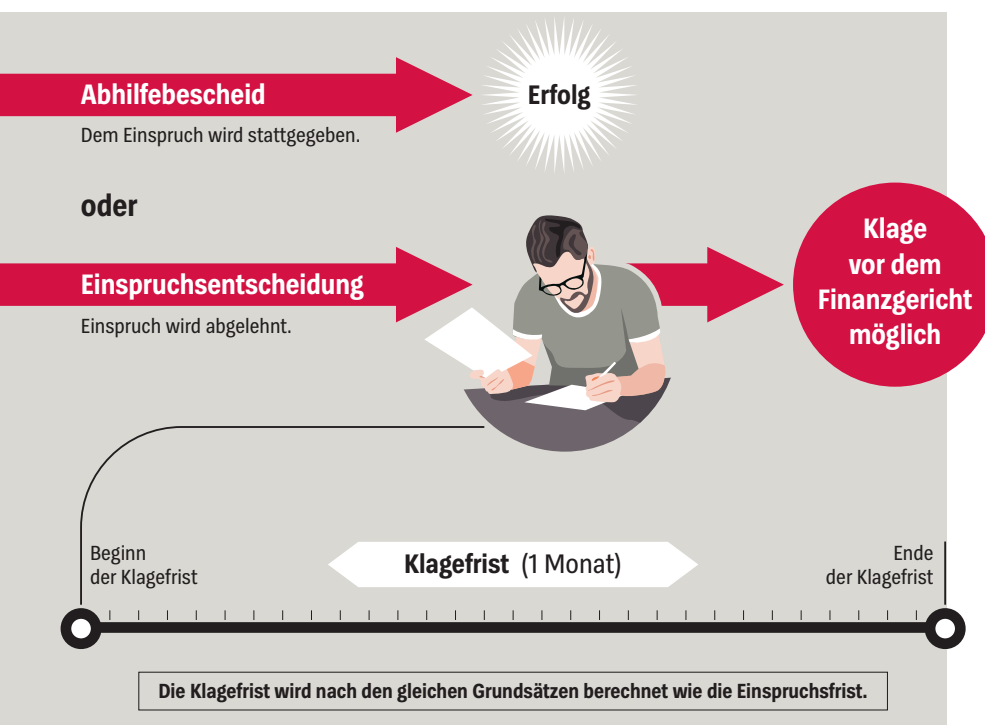 Abhilfebescheid
Dem Einspruch wird stattgegeben.
Erfolg
oder
Einspruchsentscheidung
Einspruch wird abgelehnt.
Klage
vor dem
Finanzgericht
möglich
Beginn
der Klagefrist
Klagefrist (1 Monat)
Ende
der Klagefrist
Die Klagefrist wird nach den gleichen Grundsätzen berechnet wie die Einspruchsfrist.